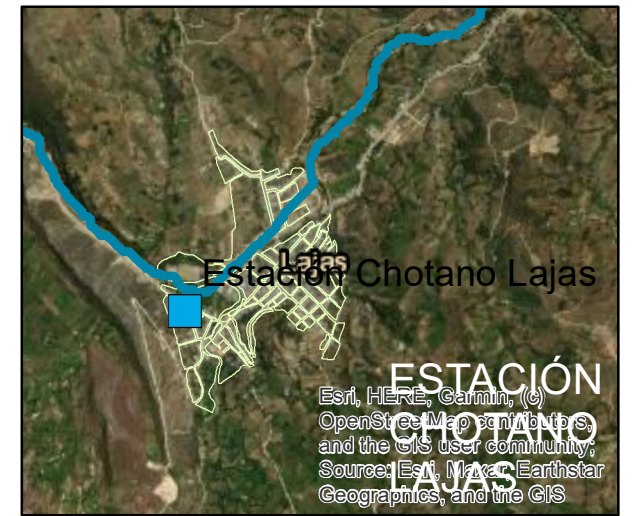 Lajas
Estación Chotano Lajas
ESTACIÓN
CHOTANO
LAJAS
Esri, HERE, Garmin, (c)
OpenStreetMap contributors,
and the GIS user community;
Source: Esri, Maxar, Earthstar
Geographics, and the GIS